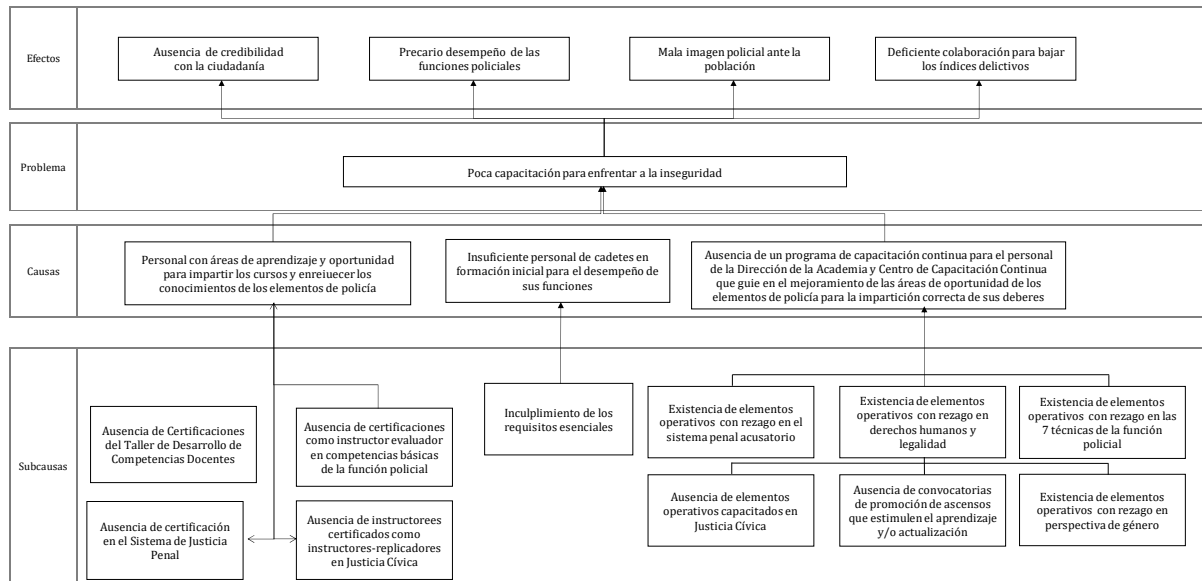 Efectos
Ausencia de credibilidad
con la ciudadanía
Precario desempeño de las
funciones policiales
Mala imagen policial ante la
población
Deficiente colaboración para bajar
los índices delictivos
Problema
Poca capacitación para enfrentar a la inseguridad
Causas
Personal con áreas de aprendizaje y oportunidad
para impartir los cursos y enreiuecer los
conocimientos de los elementos de policía
Insuficiente personal de cadetes en
formación inicial para el desempeño de
sus funciones
Ausencia de un programa de capacitación continua para el personal
de la Dirección de la Academia y Centro de Capacitación Continua
que guie en el mejoramiento de las áreas de oportunidad de los
elementos de policía para la impartición correcta de sus deberes
Subcausas
Ausencia de Certificaciones
del Taller de Desarrollo de
Competencias Docentes
Ausencia de certificaciones
como instructor evaluador
en competencias básicas
de la función policial
Inculplimiento de los
requisitos esenciales
Existencia de elementos
operativos con rezago en el
sistema penal acusatorio
Existencia de elementos
operativos con rezago en
derechos humanos y
legalidad
Existencia de elementos
operativos con rezago en las
7 técnicas de la función
policial
Ausencia de certificación
en el Sistema de Justicia
Penal
Ausencia de instructorees
certificados como
instructores-replicadores
en Justicia Cívica
Ausencia de elementos
operativos capacitados en
Justicia Cívica
Ausencia de convocatorias
de promoción de ascensos
que estimulen el aprendizaje
y/o actualización
Existencia de elementos
operativos con rezago en
perspectiva de género